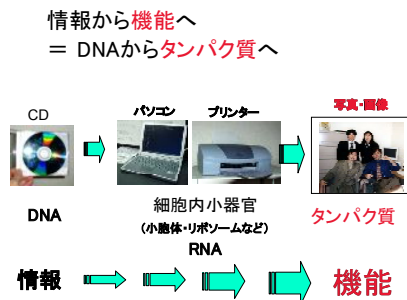 情報から機能へ
＝ DNAからタンパク質へ
CD
パソコン
プリンター
写真・画像
DNA
細胞内小器官
(小胞体・リボソームなど)
RNA
タンパク質
情報
機能